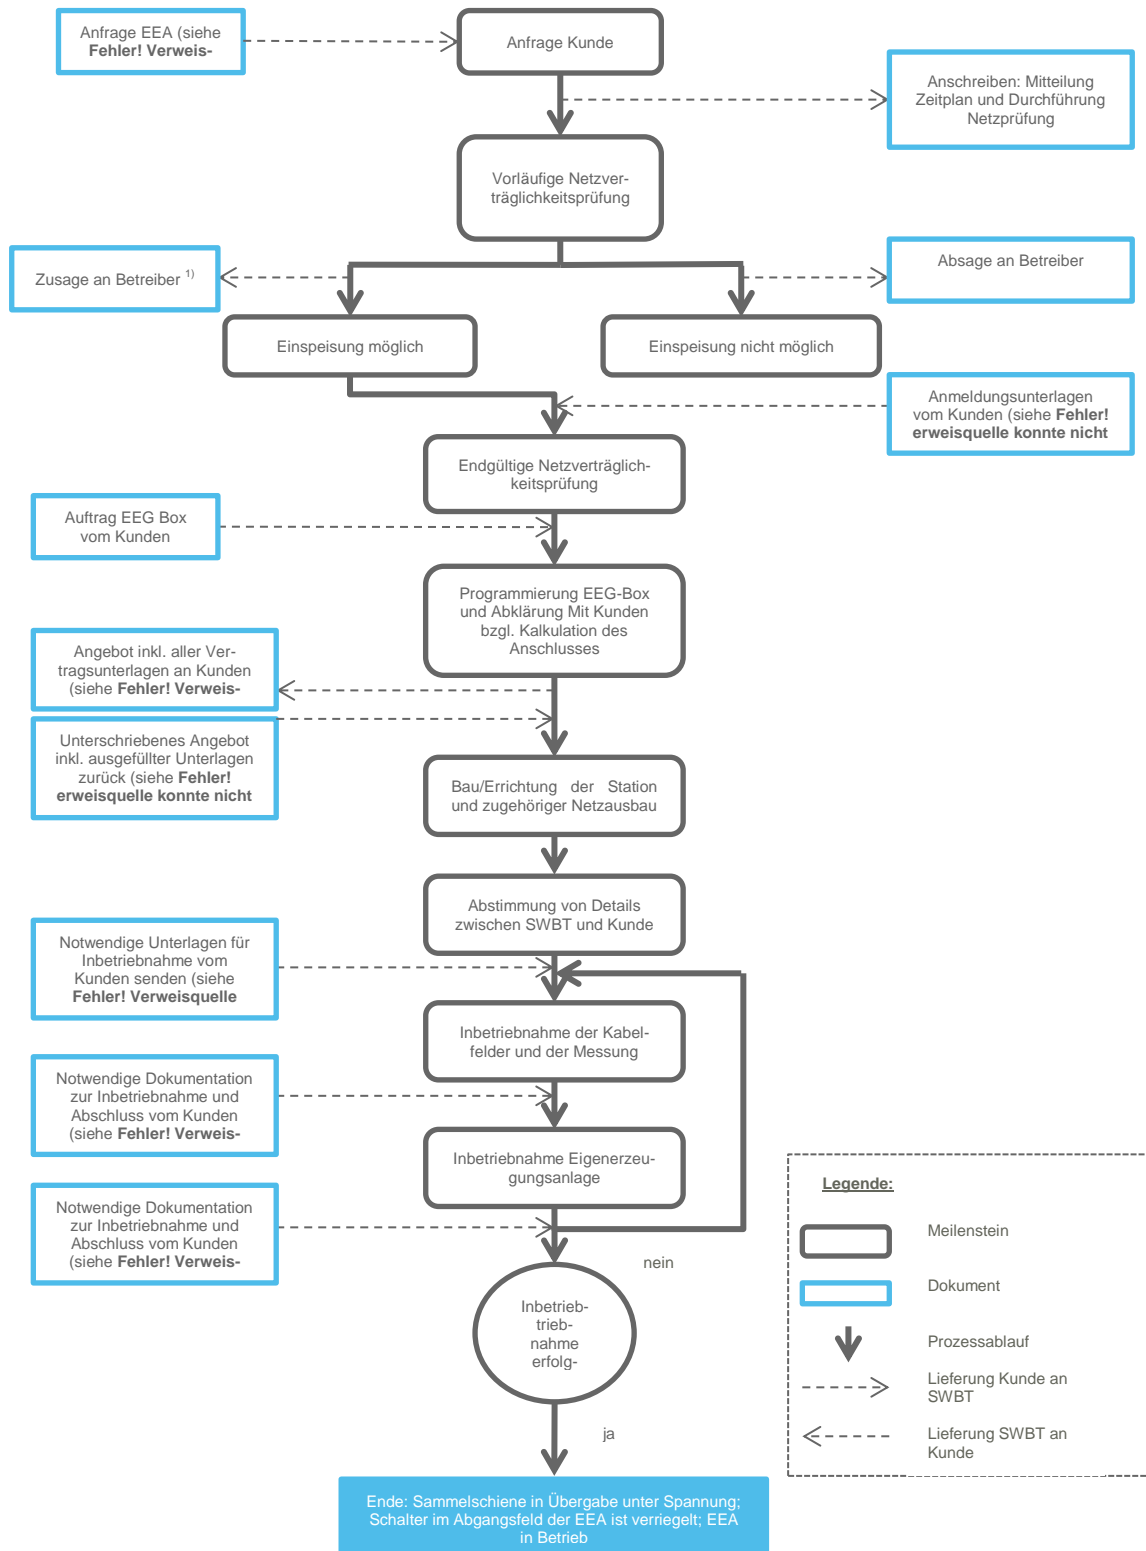 Anfrage EEA (siehe
Fehler! Verweis-
Anfrage Kunde
Anschreiben: Mitteilung
Zeitplan und Durchführung
Netzprüfung
Vorläufige Netzver-
träglichkeitsprüfung
Zusage an Betreiber 1)
Absage an Betreiber
Einspeisung möglich
Einspeisung nicht möglich
Anmeldungsunterlagen
vom Kunden (siehe Fehler!
erweisquelle konnte nicht
Endgültige Netzverträglich-
keitsprüfung
Auftrag EEG Box
vom Kunden
Programmierung EEG-Box
und Abklärung Mit Kunden
bzgl. Kalkulation des
Anschlusses
Angebot inkl. aller Ver-
tragsunterlagen an Kunden
(siehe Fehler! Verweis-
Unterschriebenes Angebot
inkl. ausgefüllter Unterlagen
zurück (siehe Fehler!
erweisquelle konnte nicht
Bau/Errichtung der Station
und zugehöriger Netzausbau
Abstimmung von Details
zwischen SWBT und Kunde
Notwendige Unterlagen für
Inbetriebnahme vom
Kunden senden (siehe
Fehler! Verweisquelle
Inbetriebnahme der Kabel-
felder und der Messung
Notwendige Dokumentation
zur Inbetriebnahme und
Abschluss vom Kunden
(siehe Fehler! Verweis-
Inbetriebnahme Eigenerzeu-
gungsanlage
Notwendige Dokumentation
zur Inbetriebnahme und
Abschluss vom Kunden
(siehe Fehler! Verweis-
nein
Inbetrieb-
trieb-
nahme
erfolg-
ja
Ende: Sammelschiene in Übergabe unter Spannung;
Schalter im Abgangsfeld der EEA ist verriegelt; EEA
in Betrieb
Legende:
Meilenstein
Dokument
Prozessablauf
Lieferung Kunde an
SWBT
Lieferung SWBT an
Kunde